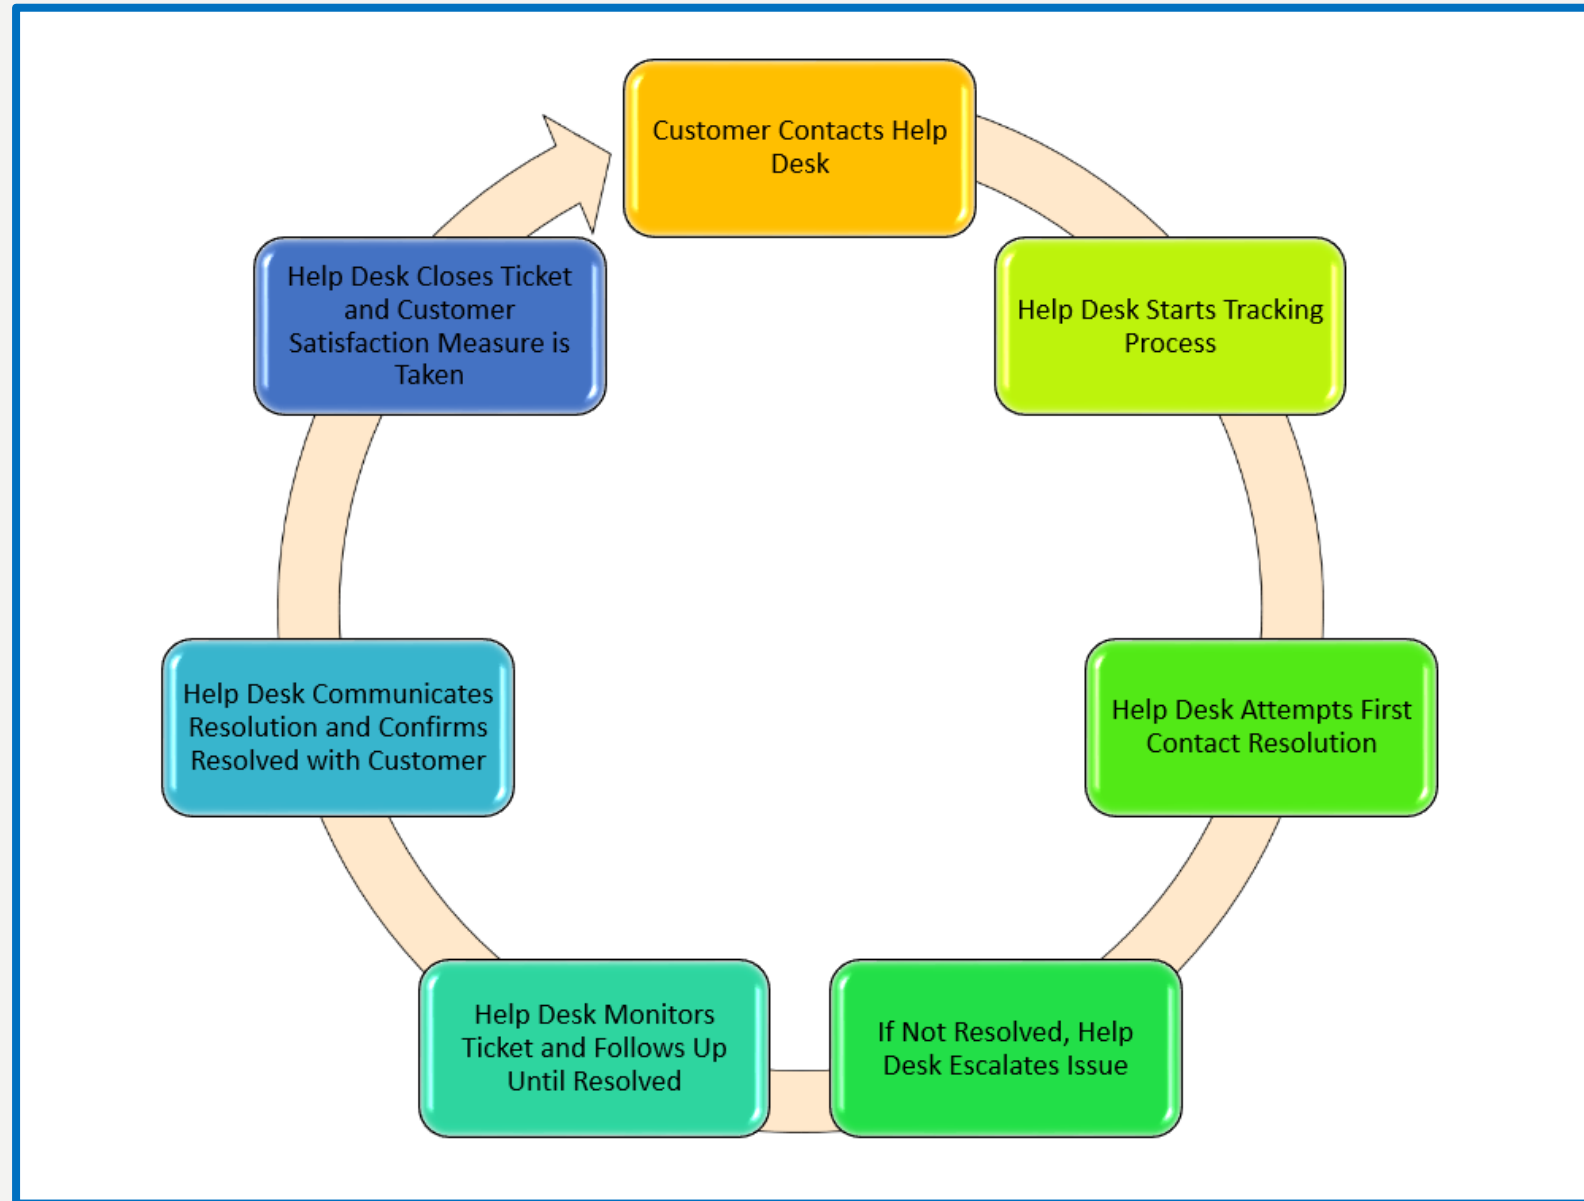 Customer Contacts Help
Desk
Help Desk Starts Tracking
Process
Help Desk Attempts First
Contact Resolution
If Not Resolved, Help
Desk Escalates Issue
Help Desk Monitors
Ticket and Follows Up
Until Resolved
Help Desk Communicates
Resolution and Confirms
Resolved with Customer
Help Desk Closes Ticket
and Customer
Satisfaction Measure is
Taken